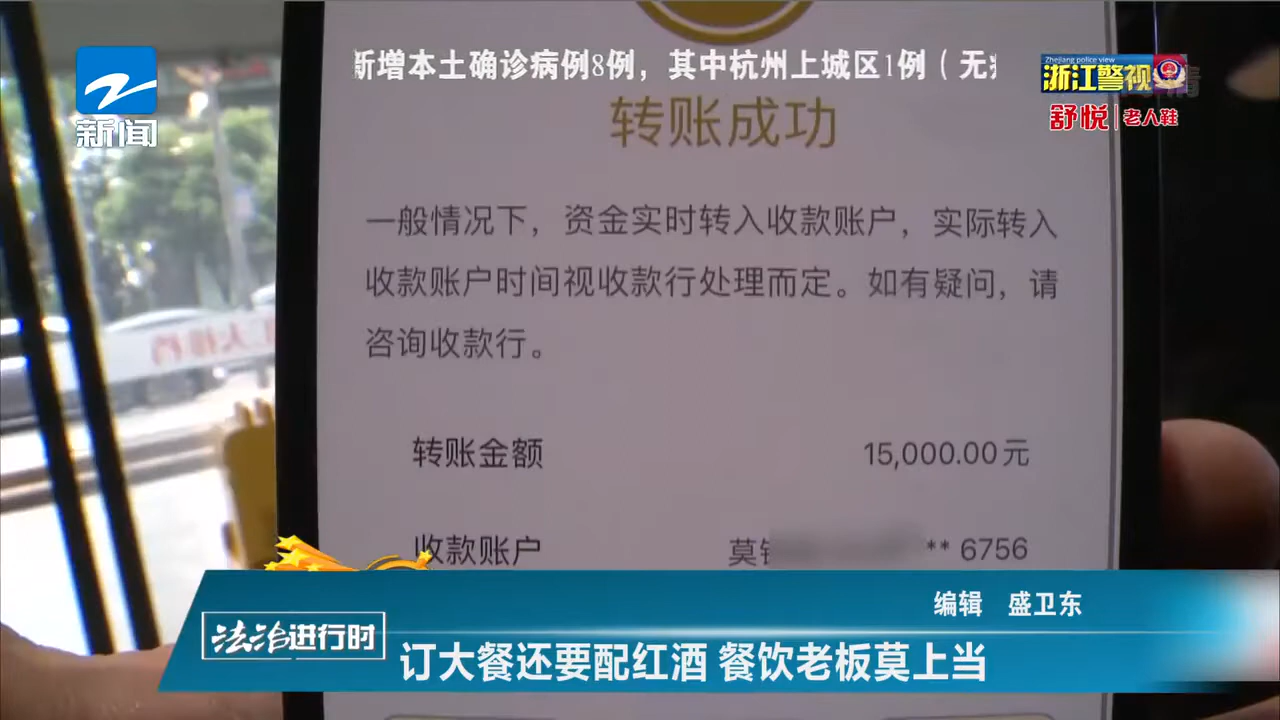 新增本土确诊病例8例，其中杭州上城区1例（无
Zhejiang police view
浙江警视
舒悦 老人鞋
新闻
转账成功
一般情况下，资金实时转入收款账户，实际转入
收款账户时间视收款行处理而定。如有疑问，请
咨询收款行。
转账金额 15,000.00元
收款账户 莫 ** 6756
编辑 盛卫东
法治进行时
订大餐还要配红酒 餐饮老板莫上当